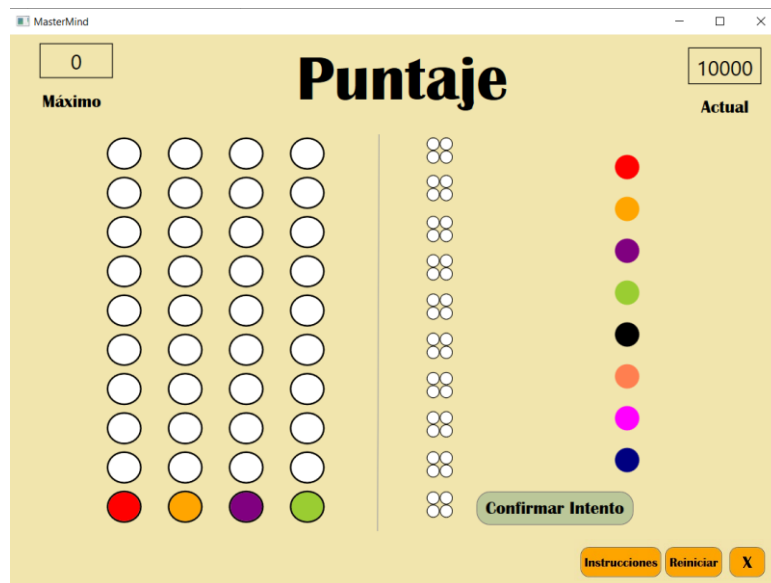 MasterMind
0
Puntaje
10000
Máximo
Actual
Confirmar Intento
Instrucciones
Reiniciar
X